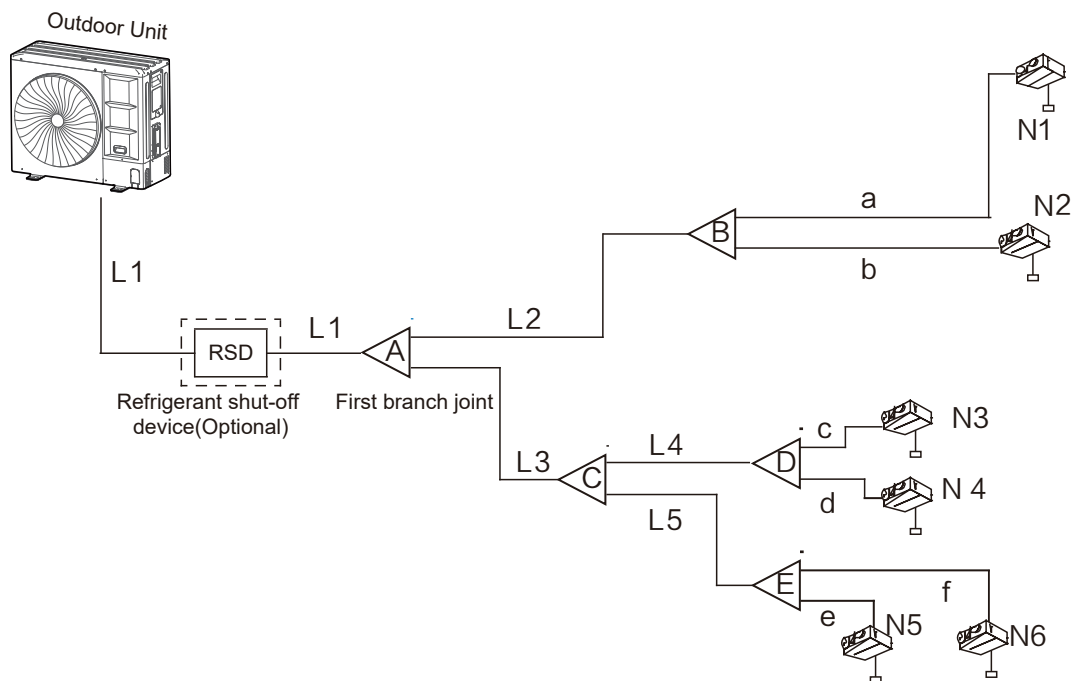 Outdoor Unit
N1
a
N2
B
b
L1
L1
L2
RSD
A
Refrigerant shut-off
device(Optional)
First branch joint
c
N3
L3
L4
D
C
d
N 4
L5
E
f
e
N5
N6